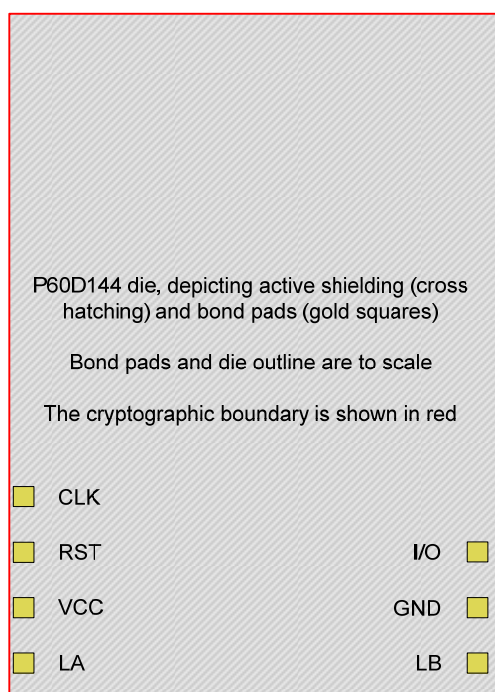 P60D144 die, depicting active shielding (cross
hatching) and bond pads (gold squares)
Bond pads and die outline are to scale
The cryptographic boundary is shown in red
CLK
RST I/O
VCC GND
LA LB